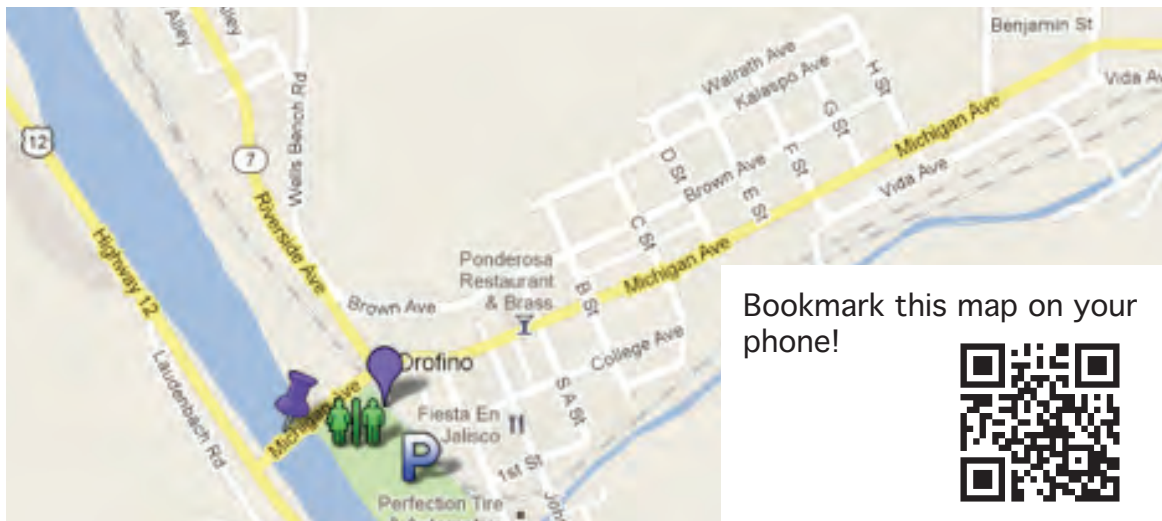 Alley
Alley
Benjamin St
Walrath Ave
Kalaspo Ave
H St
Vida Av
12
Wells Bench Rd
7
G St
Michigan Ave
D St
Brown Ave
F St
Vida Ave
E St
Riverside Ave
C St
Highway 12
Ponderosa
Restaurant
& Brass
Michigan Ave
Brown Ave
B St
College Ave
Laudenbach Rd
Orofino
Michigan Ave
S A St
Fiesta En
Jalisco
P
1st St
Perfection Tire
Bookmark this map on your
phone!